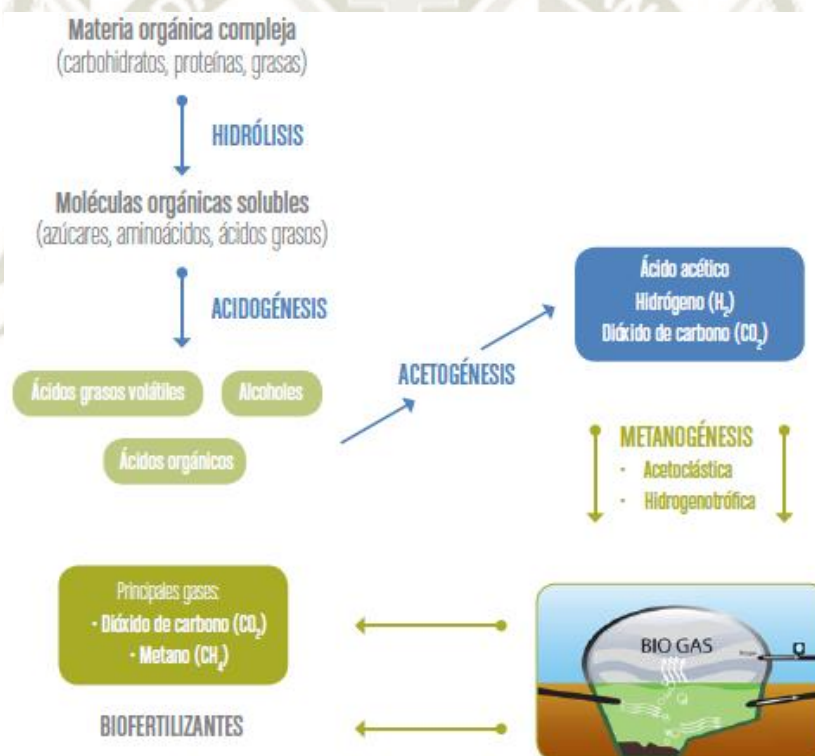 Materia orgánica compleja
(carbohidratos, proteínas, grasas)
HIDRÓLISIS
Moléculas orgánicas solubles
(azúcares, aminoácidos, ácidos grasos)
ACIDOGÉNESIS
Ácidos grasos volátiles
Alcoholes
Ácidos orgánicos
ACETOGÉNESIS
Ácido acético
Hidrógeno (H₂)
Dióxido de carbono (CO₂)
METANOGÉNESIS
· Acetoclástica
· Hidrogenotrófica
Principales gases:
· Dióxido de carbono (CO₂)
· Metano (CH₄)
BIO GAS
BIOFERTILIZANTES